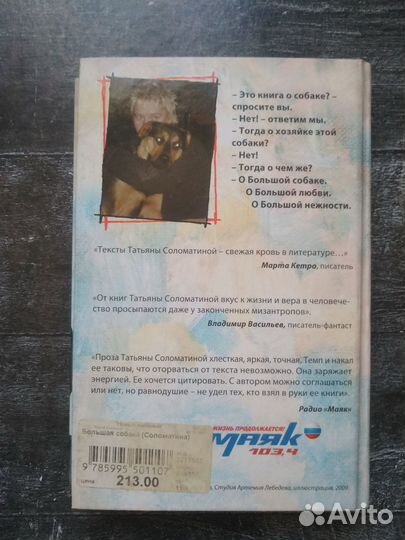 – Это книга о собаке? –
спросите вы.
– Нет! – ответим мы.
– Тогда о хозяйке этой
собаки?
– Нет!
– Тогда о чем же?
– О Большой собаке.
О Большой любви.
О Большой нежности.
«Тексты Татьяны Соломатиной – свежая кровь в литературе…»
Марта Кетро, писатель
«От книг Татьяны Соломатиной вкус к жизни и вера в человече-
ство просыпаются даже у законченных мизантропов».
Владимир Васильев, писатель-фантаст
«Проза Татьяны Соломатиной хлесткая, яркая, точная. Темп и накал
ее таковы, что оторваться от текста невозможно. Она заряжает
энергией. Ее хочется цитировать. С автором можно соглашаться
или нет, но равнодушие – не удел тех, кто взял в руки ее книги».
Радио «Маяк»
ЖИЗНЬ ПРОДОЛЖАЕТСЯ!
маяк
103,4
Большая собака (Соломатина)
9 785995 501107
цена
213.00
Студия Артемия Лебедева, иллюстрация, 2009
Avito